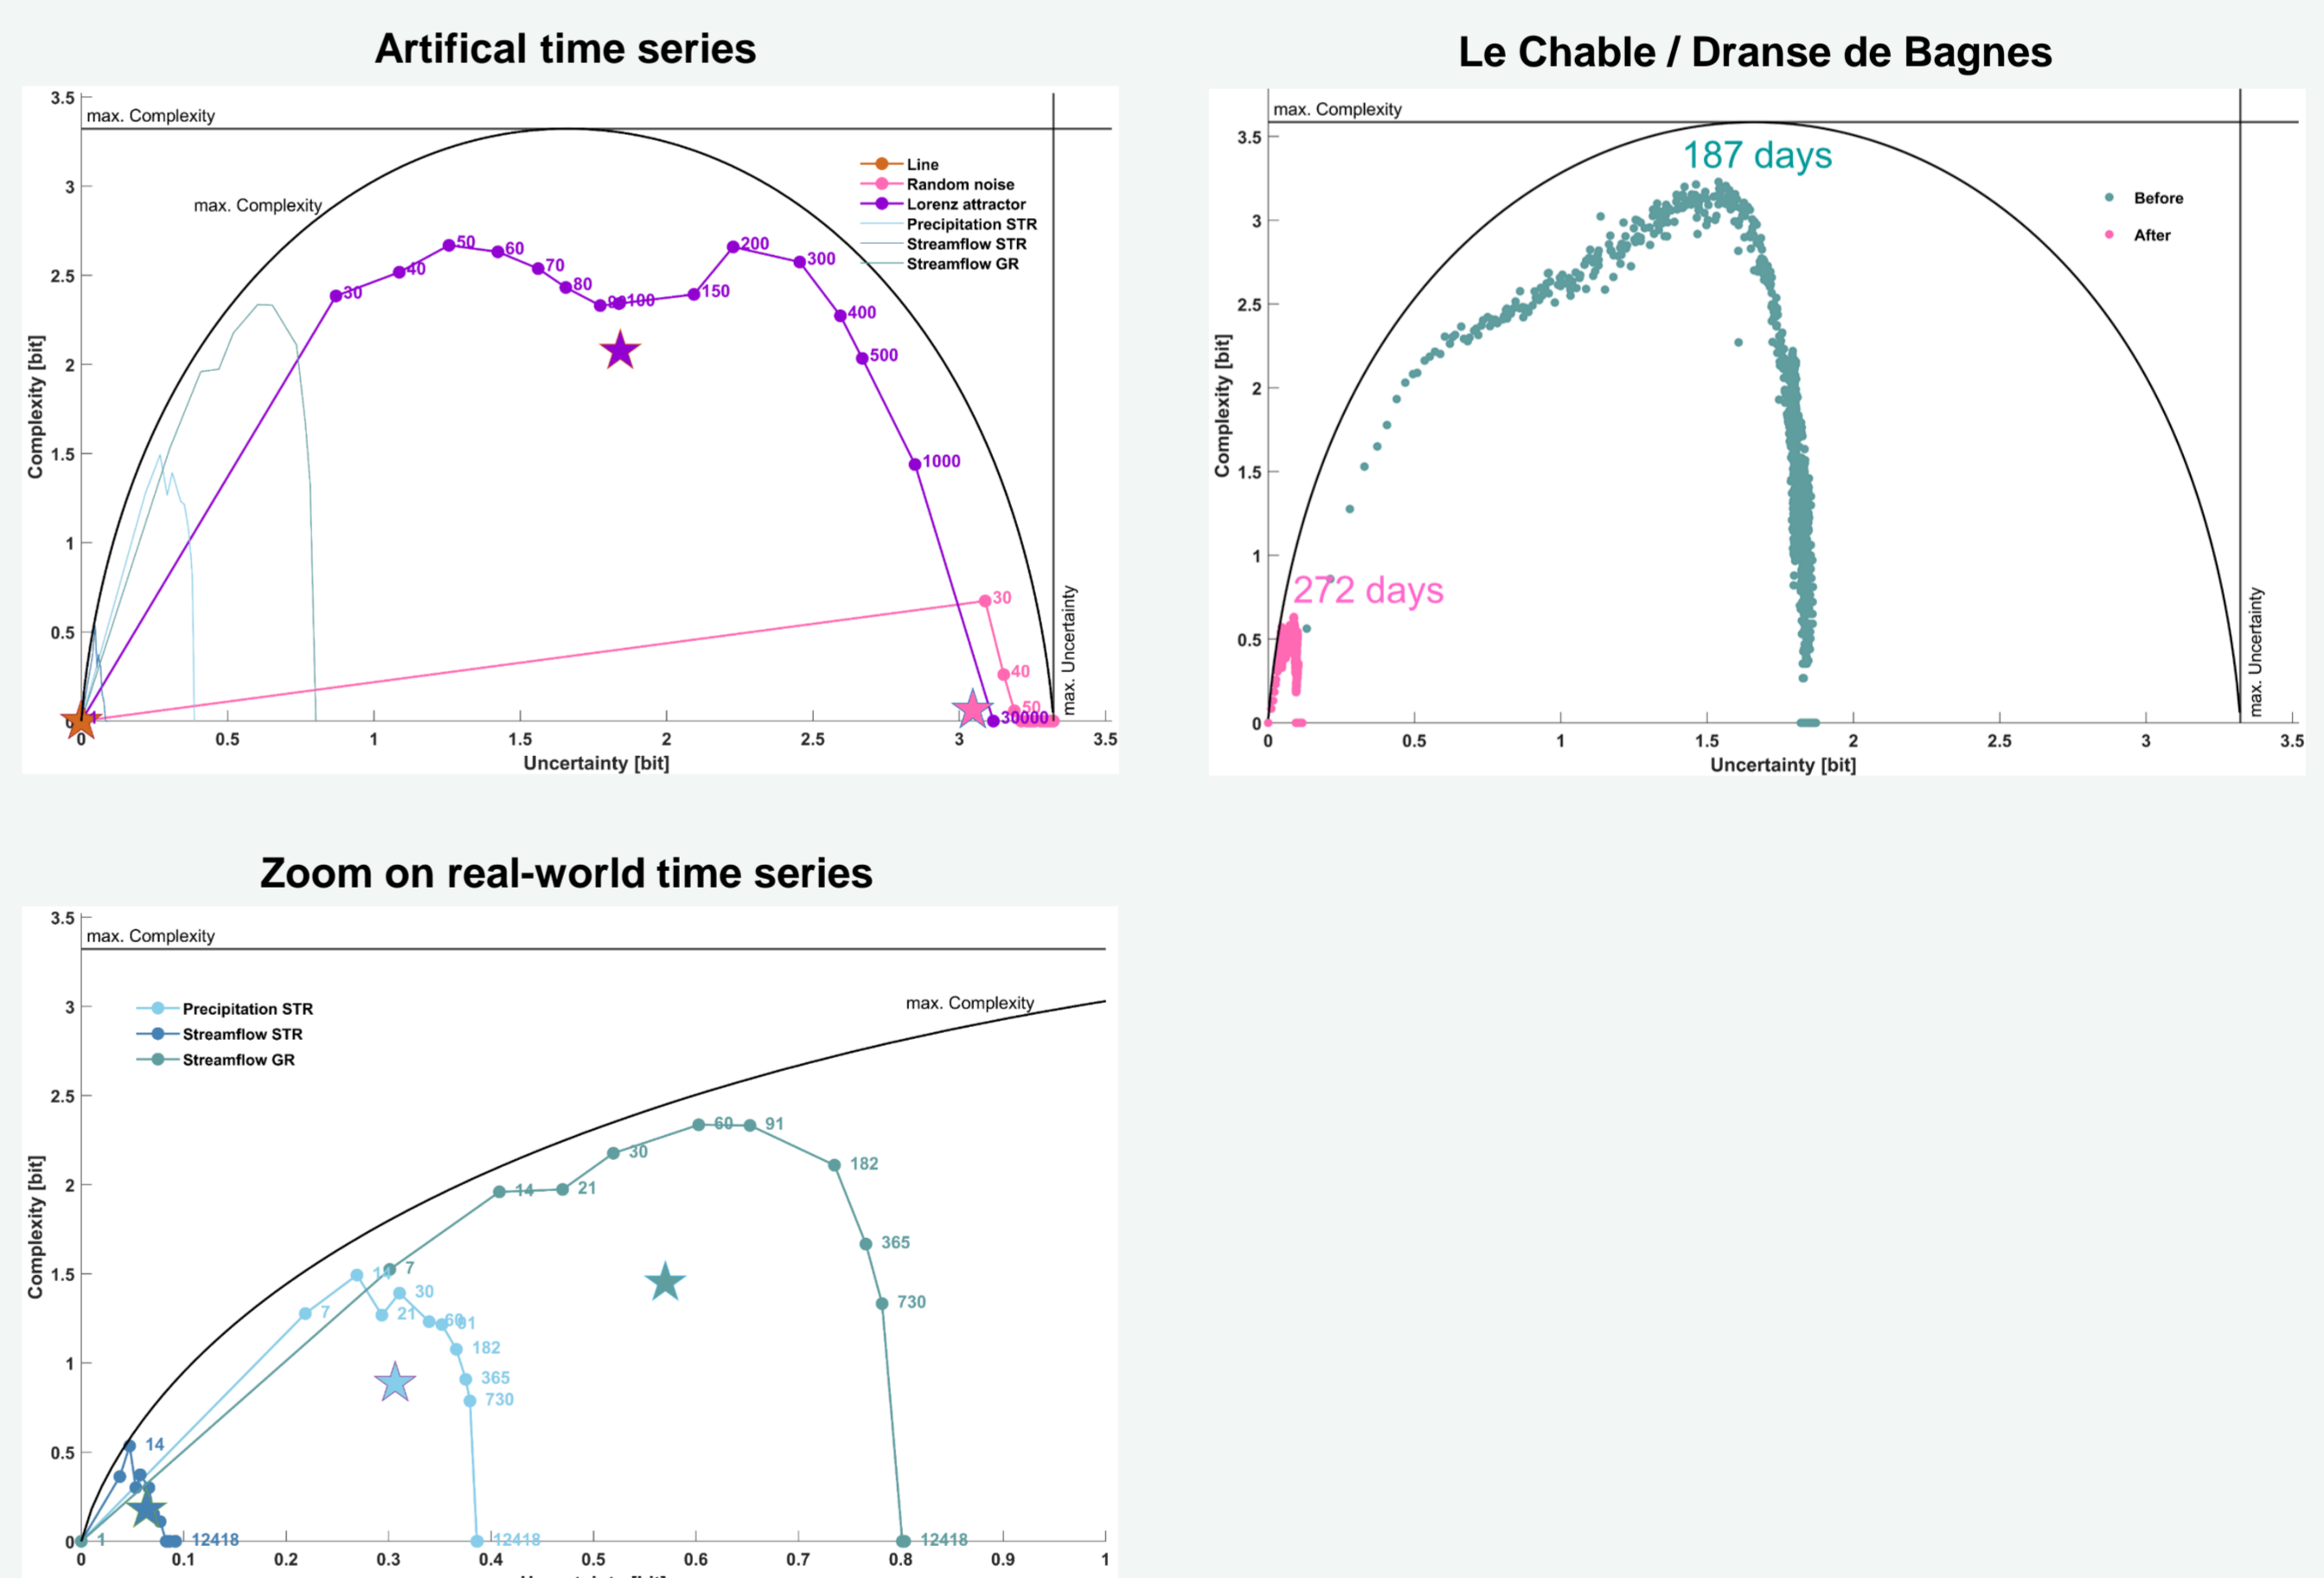 Artifical time series
3.5
max. Complexity
3
max. Complexity
2.5
2
1.5
1
0.5
0
Complexity [bit]
Line
Random noise
Lorenz attractor
Precipitation STR
Streamflow STR
Streamflow GR
30
40
50
60
70
80
100
150
200
300
400
500
1000
30000
30
40
50
1
max. Uncertainty
0 0.5 1 1.5 2 2.5 3 3.5
Uncertainty [bit]
Le Chable / Dranse de Bagnes
max. Complexity
3.5
3
2.5
2
1.5
1
0.5
0
Complexity [bit]
187 days
Before
After
272 days
max. Uncertainty
0 0.5 1 1.5 2 2.5 3 3.5
Uncertainty [bit]
Zoom on real-world time series
3.5
max. Complexity
3
max. Complexity
2.5
2
1.5
1
0.5
0
Complexity [bit]
Precipitation STR
Streamflow STR
Streamflow GR
60 91
30
182
14 21
365
7
730
14
30
7
21
60 91
182
365
730
14
1 12418 12418 12418
0 0.1 0.2 0.3 0.4 0.5 0.6 0.7 0.8 0.9 1